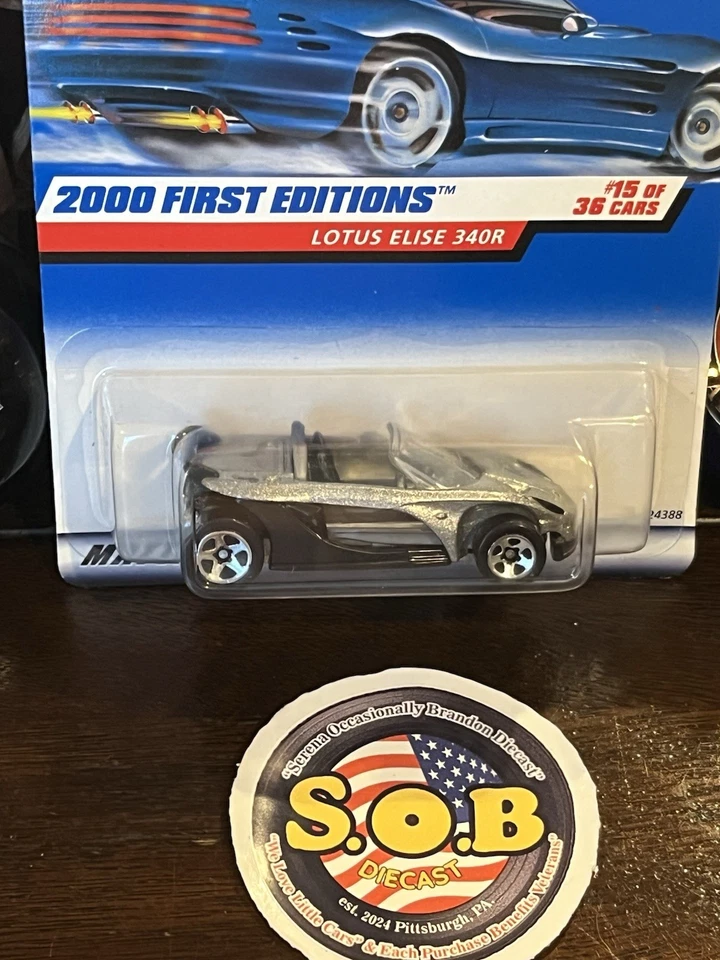 2000 FIRST EDITIONS™
#15 OF
36 CARS
LOTUS ELISE 340R
24388
"Serena Occasionally Brandon Diecast"
S.O.B
DIECAST
est. 2024 Pittsburgh, PA.
"We Love Little Cars" & Each Purchase Benefits Veterans"